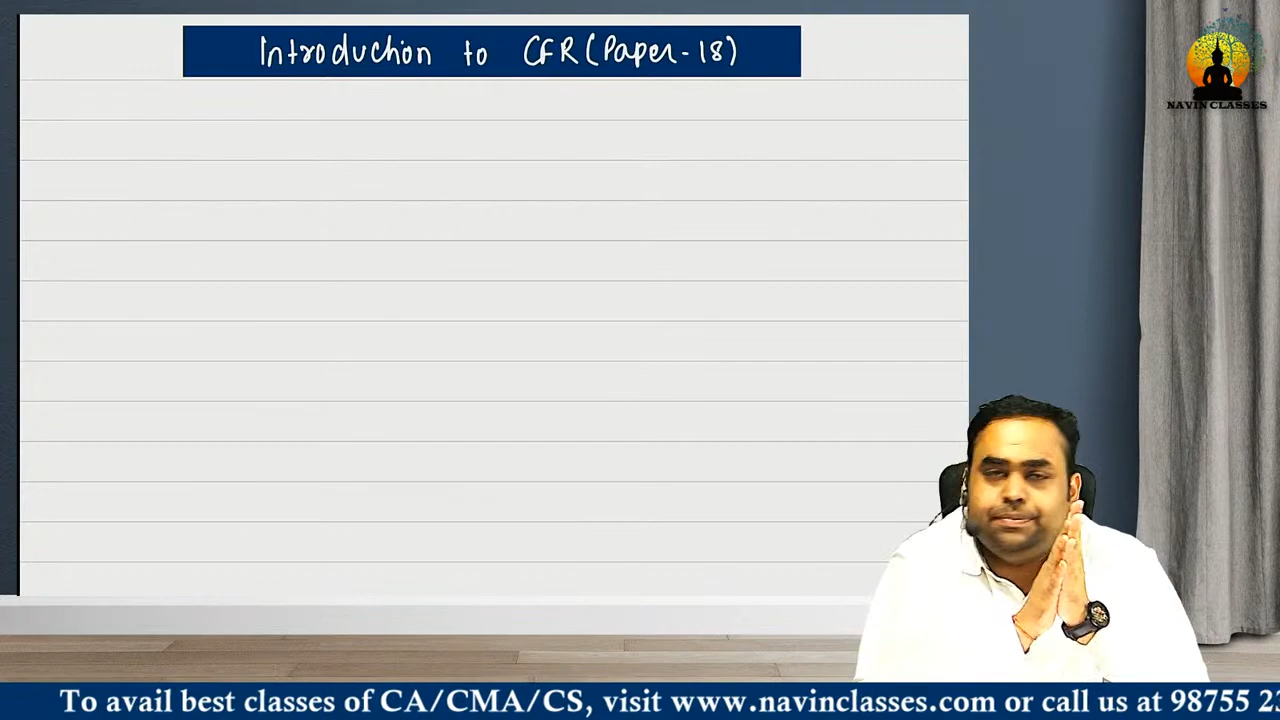 Introduction to CFR (Paper-18)
NAVIN CLASSES
To avail best classes of CA/CMA/CS, visit www.navinclasses.com or call us at 98755 2